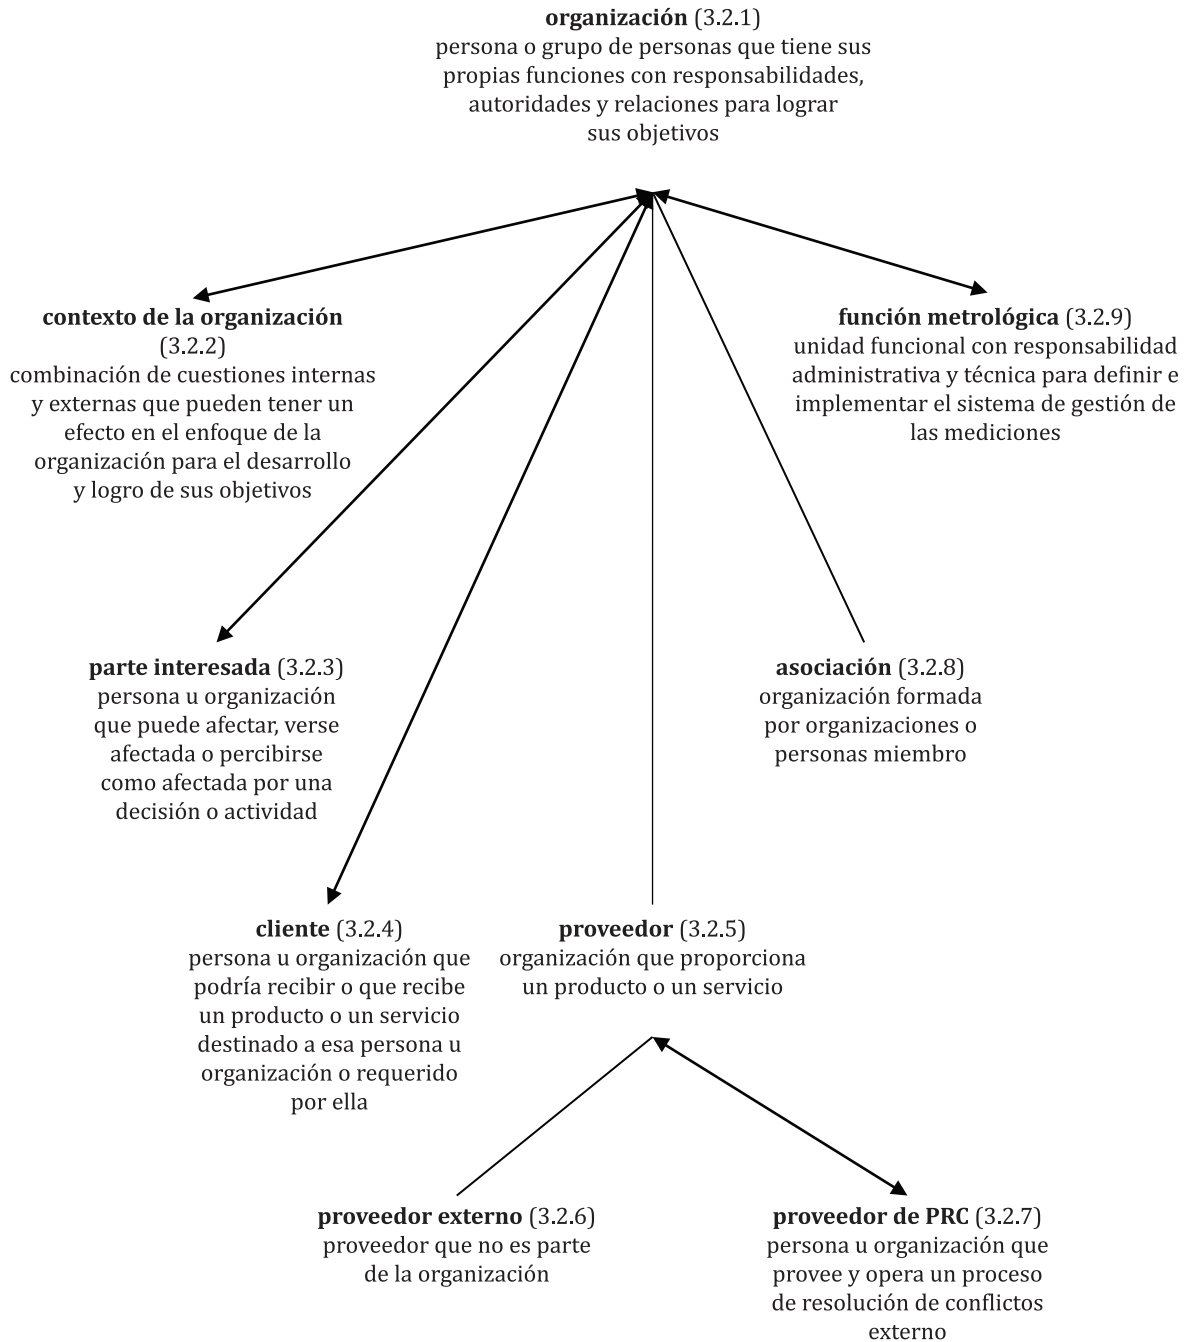 organización (3.2.1)
persona o grupo de personas que tiene sus
propias funciones con responsabilidades,
autoridades y relaciones para lograr
sus objetivos
contexto de la organización
(3.2.2)
combinación de cuestiones internas
y externas que pueden tener un
efecto en el enfoque de la
organización para el desarrollo
y logro de sus objetivos
función metrológica (3.2.9)
unidad funcional con responsabilidad
administrativa y técnica para definir e
implementar el sistema de gestión de
las mediciones
parte interesada (3.2.3)
persona u organización
que puede afectar, verse
afectada o percibirse
como afectada por una
decisión o actividad
asociación (3.2.8)
organización formada
por organizaciones o
personas miembro
cliente (3.2.4)
persona u organización que
podría recibir o que recibe
un producto o un servicio
destinado a esa persona u
organización o requerido
por ella
proveedor (3.2.5)
organización que proporciona
un producto o un servicio
proveedor externo (3.2.6)
proveedor que no es parte
de la organización
proveedor de PRC (3.2.7)
persona u organización que
provee y opera un proceso
de resolución de conflictos
externo